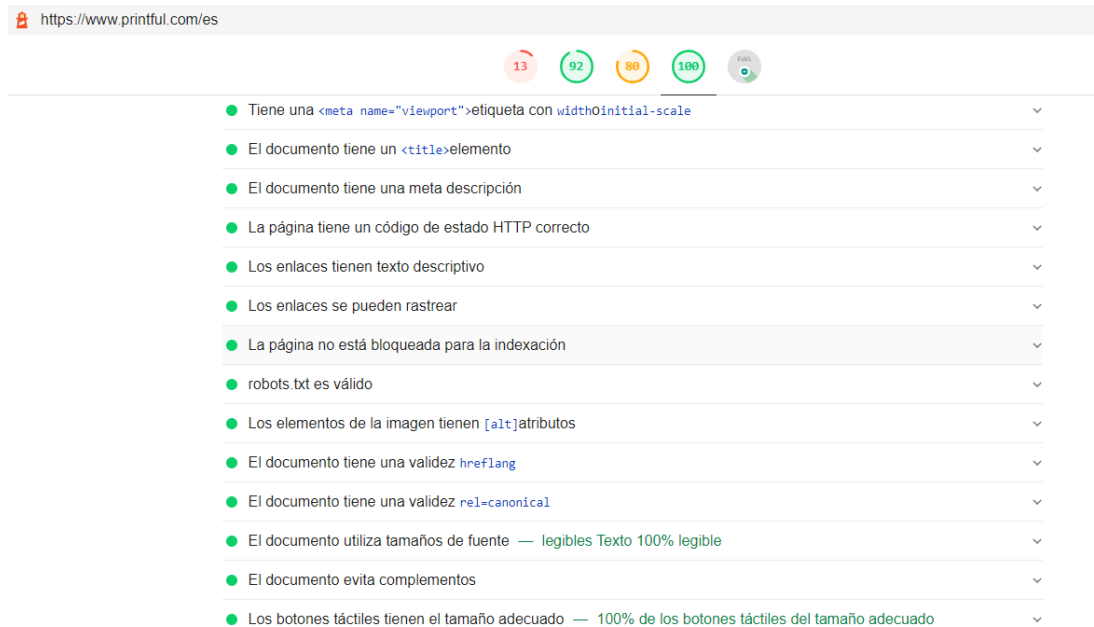 https://www.printful.com/es
13 92 80 100 PWA
Tiene una <meta name="viewport">etiqueta con widthoinitial-scale
El documento tiene un <title>elemento
El documento tiene una meta descripción
La página tiene un código de estado HTTP correcto
Los enlaces tienen texto descriptivo
Los enlaces se pueden rastrear
La página no está bloqueada para la indexación
robots.txt es válido
Los elementos de la imagen tienen [alt]atributos
El documento tiene una validez hreflang
El documento tiene una validez rel=canonical
El documento utiliza tamaños de fuente — legibles Texto 100% legible
El documento evita complementos
Los botones táctiles tienen el tamaño adecuado — 100% de los botones táctiles del tamaño adecuado